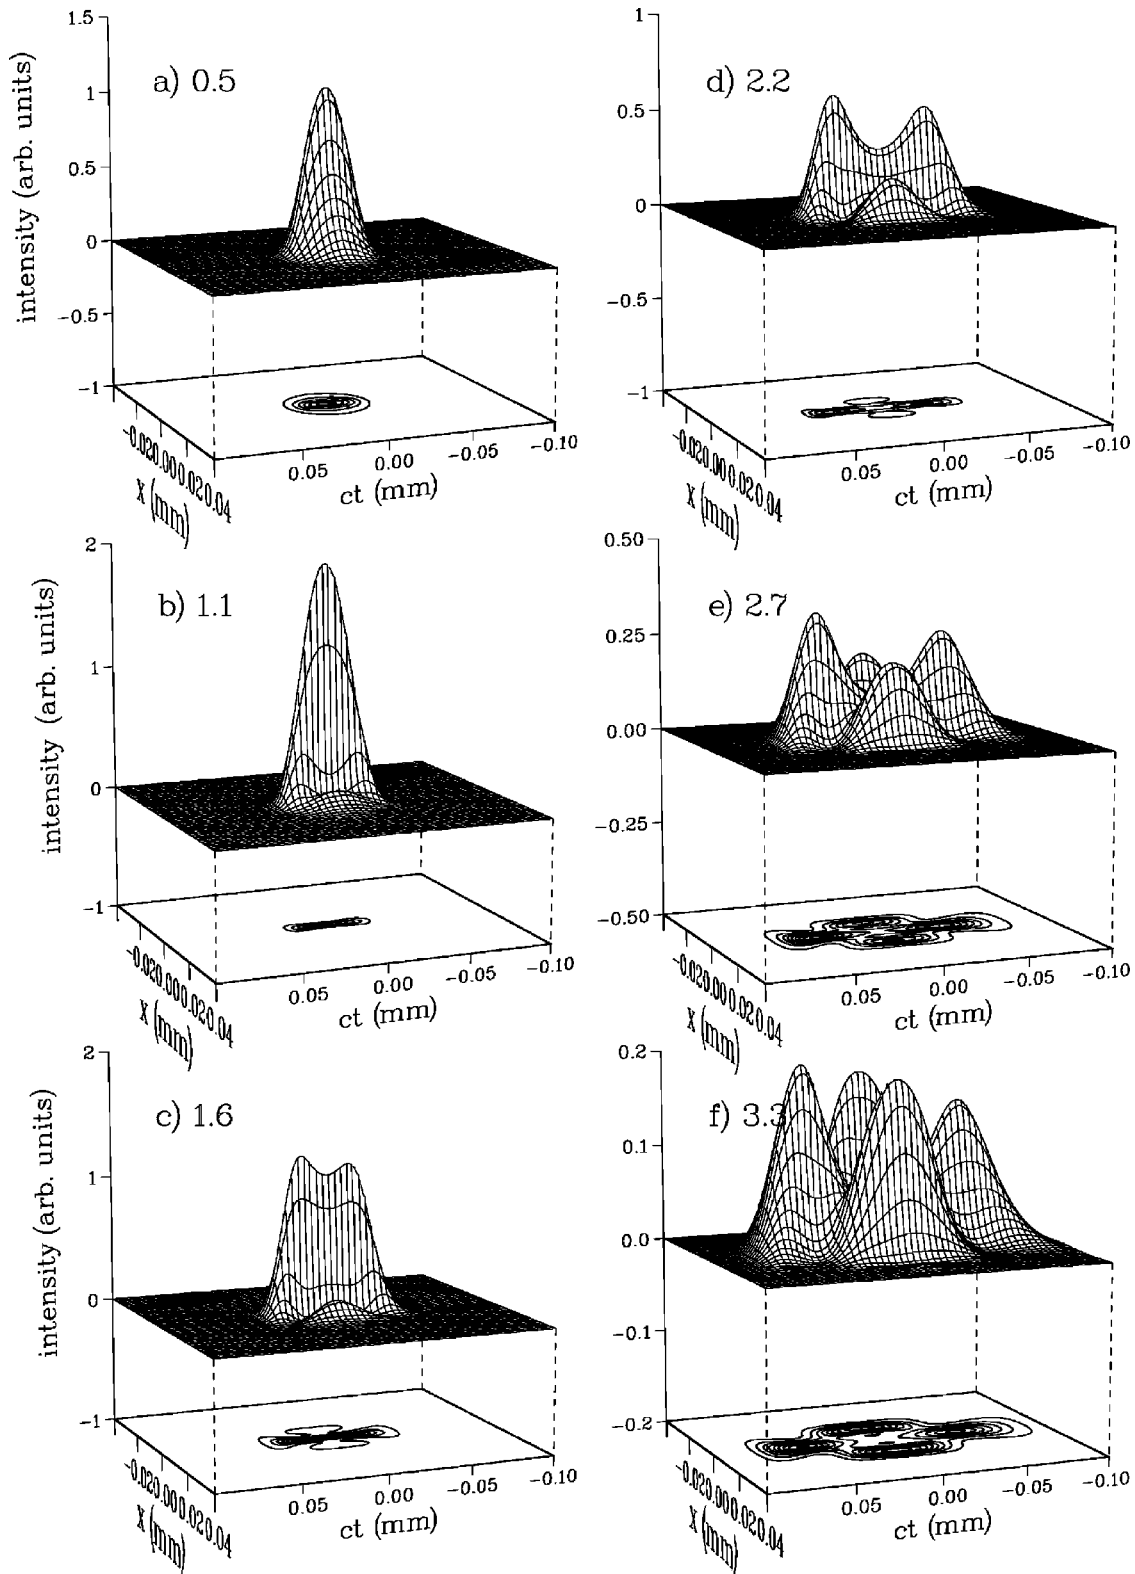 a) 0.5
intensity (arb. units)
1.5
1
0.5
0
-0.5
-1
-0.020.000.020.04
x (mm)
0.05 0.00 -0.05 -0.10
ct (mm)
b) 1.1
intensity (arb. units)
2
1
0
-1
-0.020.000.020.04
x (mm)
0.05 0.00 -0.05 -0.10
ct (mm)
c) 1.6
intensity (arb. units)
2
1
0
-1
-0.020.000.020.04
x (mm)
0.05 0.00 -0.05 -0.10
ct (mm)
d) 2.2
1
0.5
0
-0.5
-1
-0.020.000.020.04
x (mm)
0.05 0.00 -0.05 -0.10
ct (mm)
e) 2.7
0.50
0.25
0.00
-0.25
-0.50
-0.020.000.020.04
x (mm)
0.05 0.00 -0.05 -0.10
ct (mm)
f) 3.3
0.2
0.1
0.0
-0.1
-0.2
-0.020.000.020.04
x (mm)
0.05 0.00 -0.05 -0.10
ct (mm)